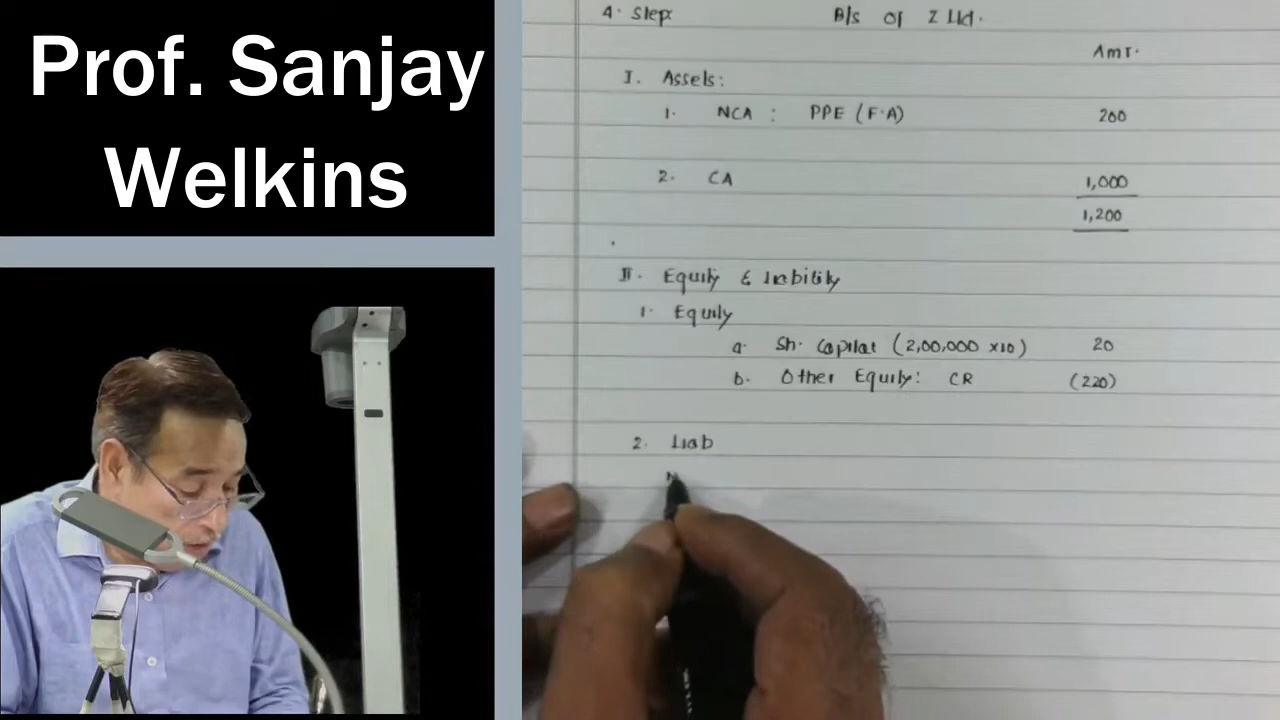 Prof. Sanjay
Welkins
4. Step B/s of Z Ltd.
Amt.
I. Assets:
1. NCA : PPE (F.A) 200
2. CA 1,000
1,200
II. Equity & liability
1. Equity
a. Sh. Capital (2,00,000 x10) 20
b. Other Equity: CR (220)
2. Liab
N